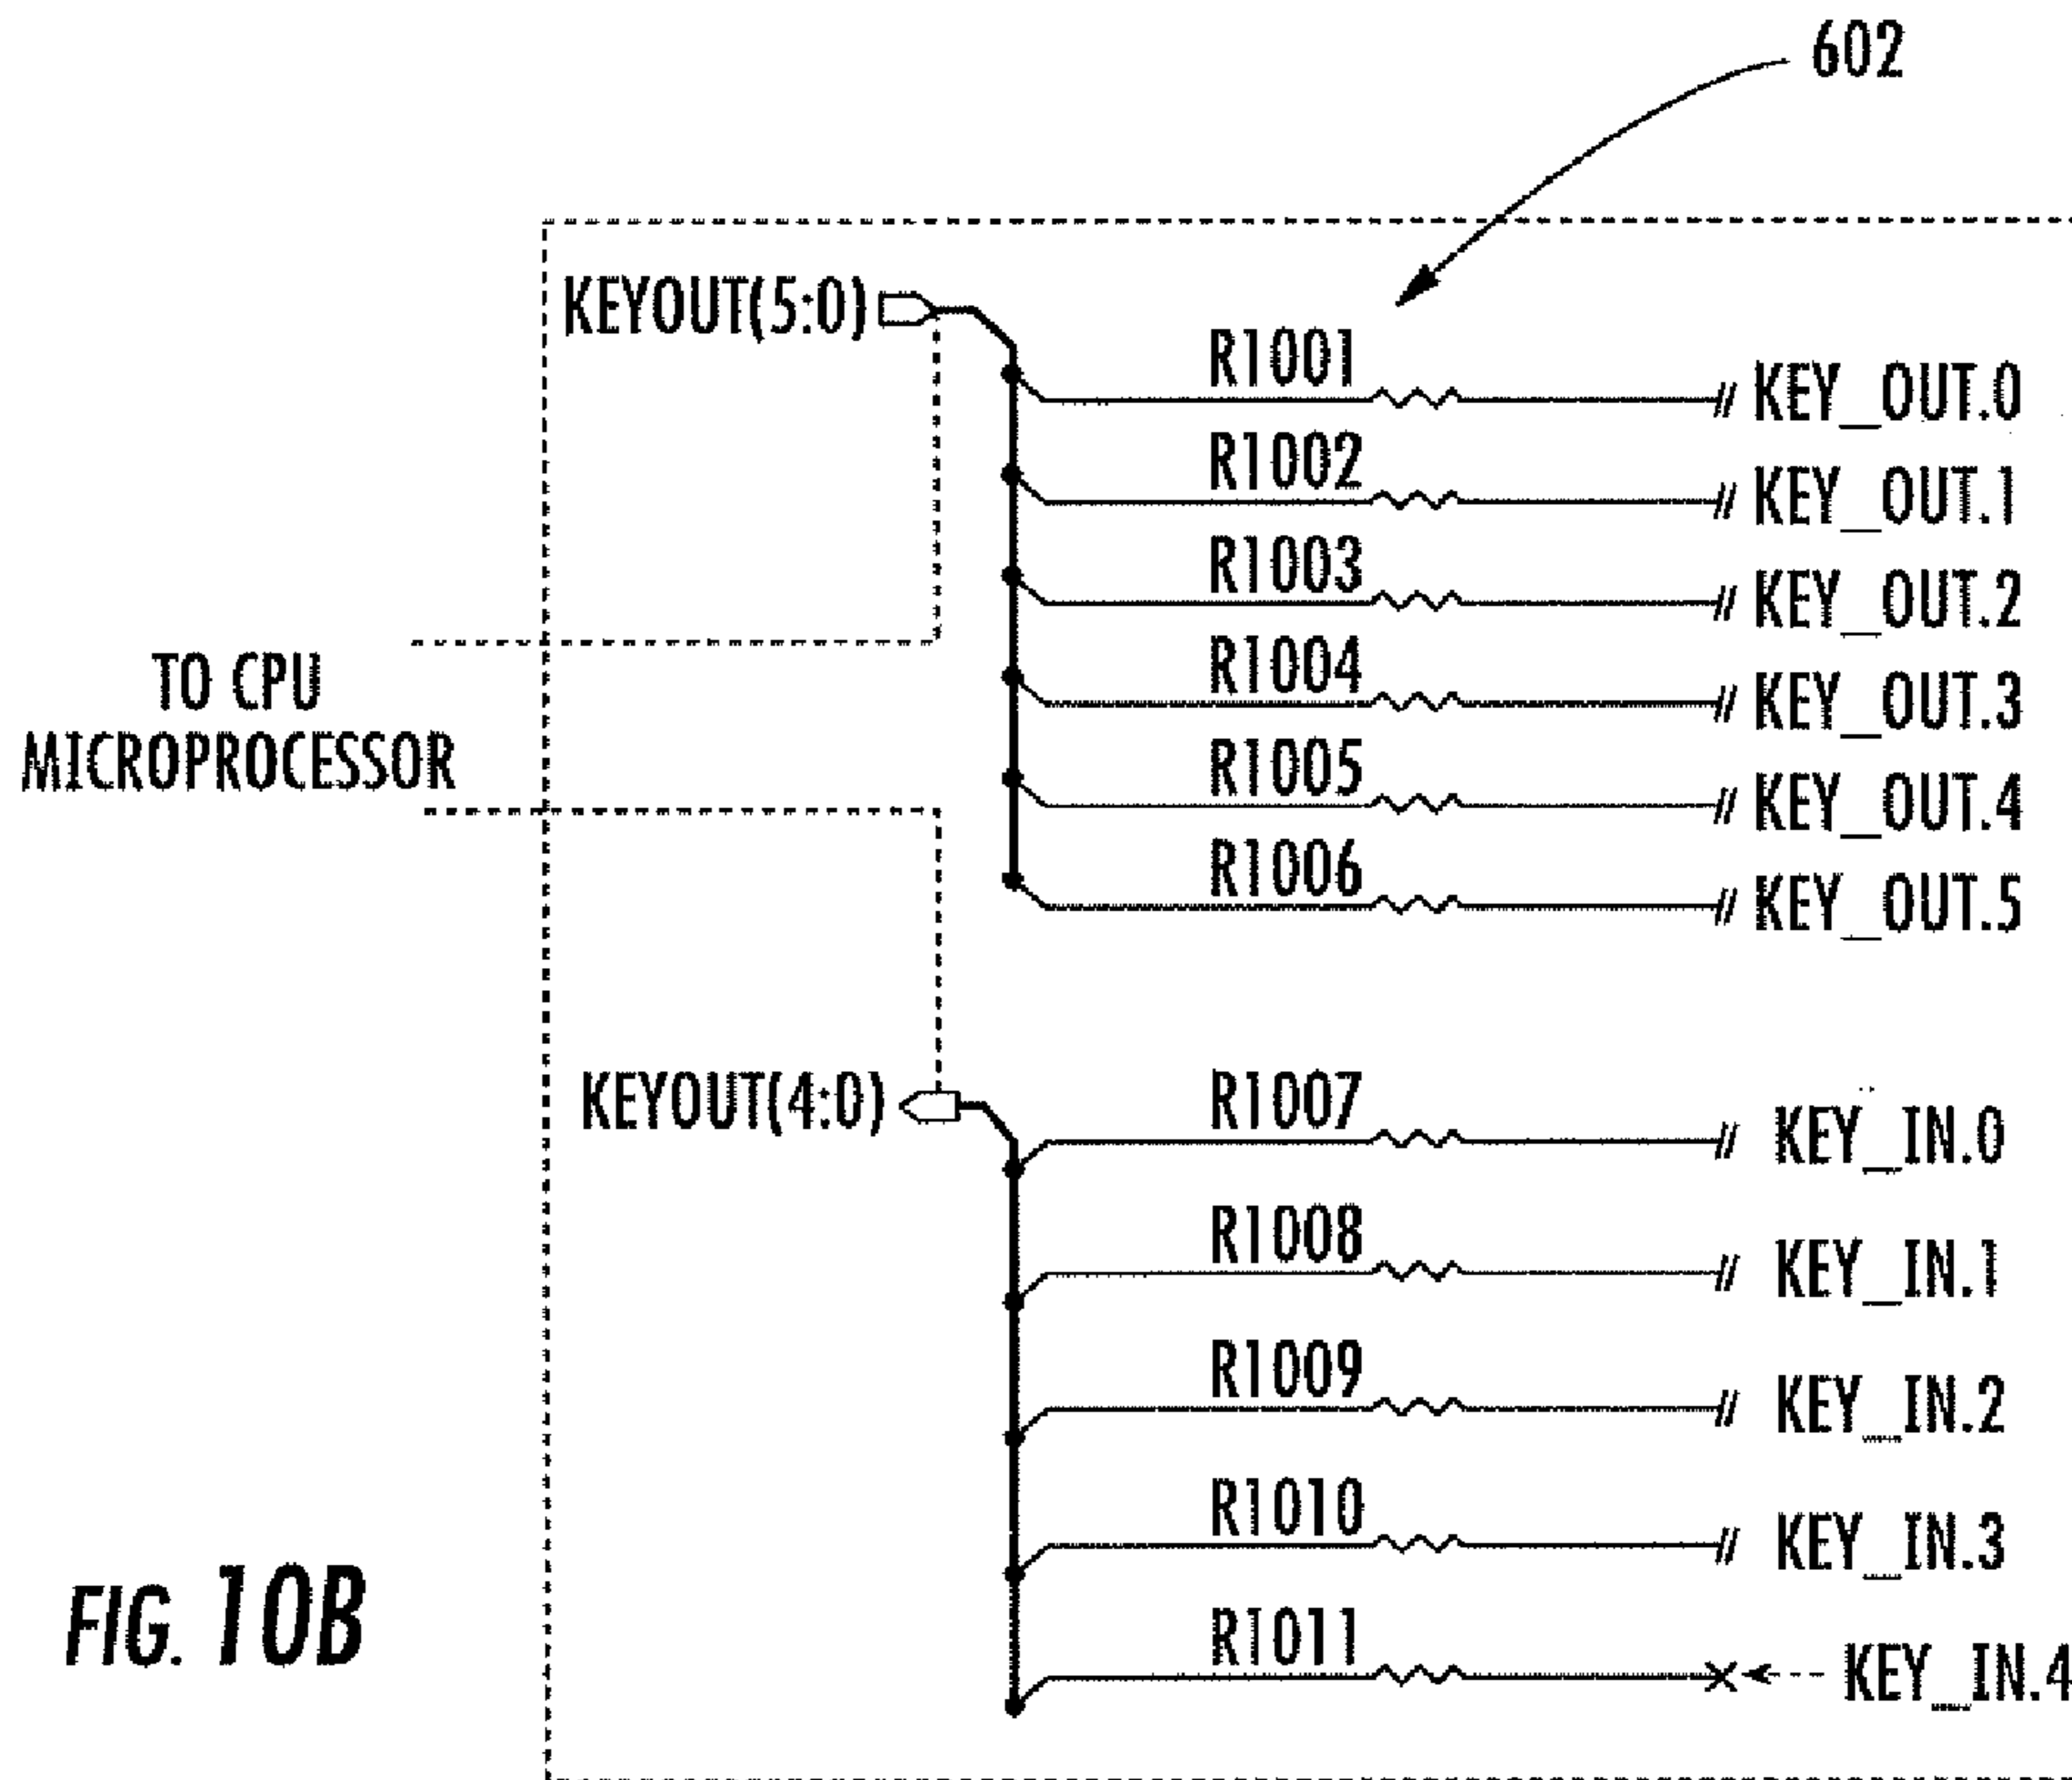 602
KEYOUT(5:0)
R1001
KEY_OUT.0
R1002
KEY_OUT.1
R1003
KEY_OUT.2
R1004
KEY_OUT.3
TO CPU
MICROPROCESSOR
R1005
KEY_OUT.4
R1006
KEY_OUT.5
KEYOUT(4:0)
R1007
KEY_IN.0
R1008
KEY_IN.1
R1009
KEY_IN.2
R1010
KEY_IN.3
R1011
KEY_IN.4
FIG. 10B